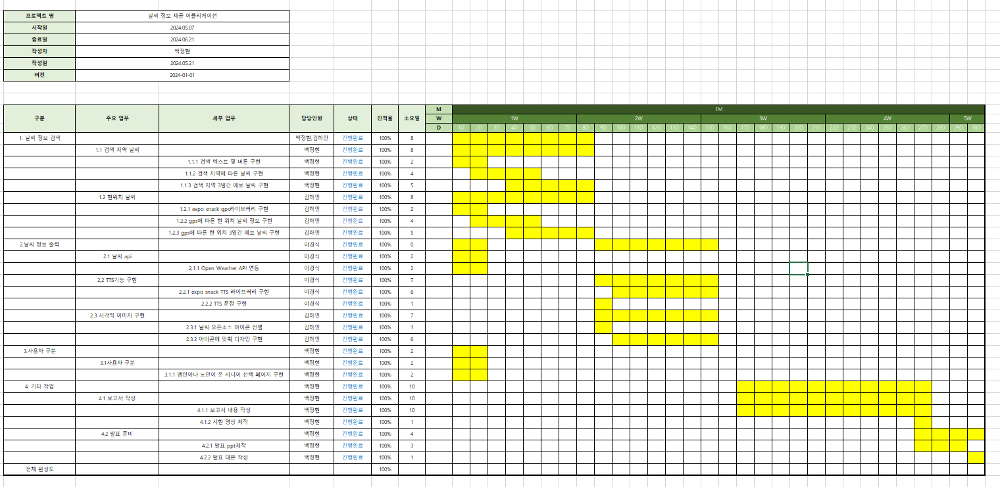 프로젝트 명 날씨 정보 제공 어플리케이션
시작일 2024.05.07
종료일 2024.06.21
작성자 백정현
작성일 2024.05.21
버전 2024-01-01
구분 주요 업무 세부 업무 담당인원 상태 진척율 소요일 M 1M
W 1W 2W 3W 4W 5W
D 1D 2D 3D 4D 5D 6D 7D 8D 9D 10D 11D 12D 13D 14D 15D 16D 17D 18D 19D 20D 21D 22D 23D 24D 25D 26D 27D 28D 29D 30D
1. 날씨 정보 검색 백정현,김하민 진행완료 100% 8
1.1 검색 지역 날씨 백정현 진행완료 100% 8
1.1.1 검색 텍스트 및 버튼 구현 백정현 진행완료 100% 2
1.1.2 검색 지역에 따른 날씨 구현 백정현 진행완료 100% 4
1.1.3 검색 지역 3일간 예보 날씨 구현 백정현 진행완료 100% 5
1.2 현위치 날씨 김하민 진행완료 100% 8
1.2.1 expo snack gps라이브러리 구현 김하민 진행완료 100% 2
1.2.2 gps에 따른 현 위치 날씨 정보 구현 김하민 진행완료 100% 4
1.2.3 gps에 따른 현 위치 3일간 예보 날씨 구현 김하민 진행완료 100% 5
2.날씨 정보 출력 이경식 진행완료 100% 0
2.1 날씨 api 이경식 진행완료 100% 2
2,1.1 Open Weather API 연동 이경식 진행완료 100% 2
2,2 TTS기능 구현 이경식 진행완료 100% 7
2.2.1 expo snack TTS 라이브러리 구현 이경식 진행완료 100% 6
2.2.2 TTS 문장 구현 이경식 진행완료 100% 1
2.3 시각적 이미지 구현 김하민 진행완료 100% 7
2.3.1 날씨 오픈소스 아이콘 선별 김하민 진행완료 100% 1
2.3.2 아이콘에 맞춰 디자인 구현 김하민 진행완료 100% 6
3.사용자 구분 백정현 진행완료 100% 2
3.1사용자 구분 백정현 진행완료 100% 2
3.1.1 맹인이나 노안이 온 시니어 선택 페이지 구현 백정현 진행완료 100% 2
4. 기타 작업 백정현 진행완료 100% 10
4.1 보고서 작성 백정현 진행완료 100% 10
4.1.1 보고서 내용 작성 백정현 진행완료 100% 10
4.1.2 시현 영상 제작 백정현 진행완료 100% 1
4.2 발표 준비 백정현 진행완료 100% 4
4.2.1 발표 ppt제작 백정현 진행완료 100% 3
4.2.2 발표 대본 작성 백정현 진행완료 100% 1
전체 완성도 100%